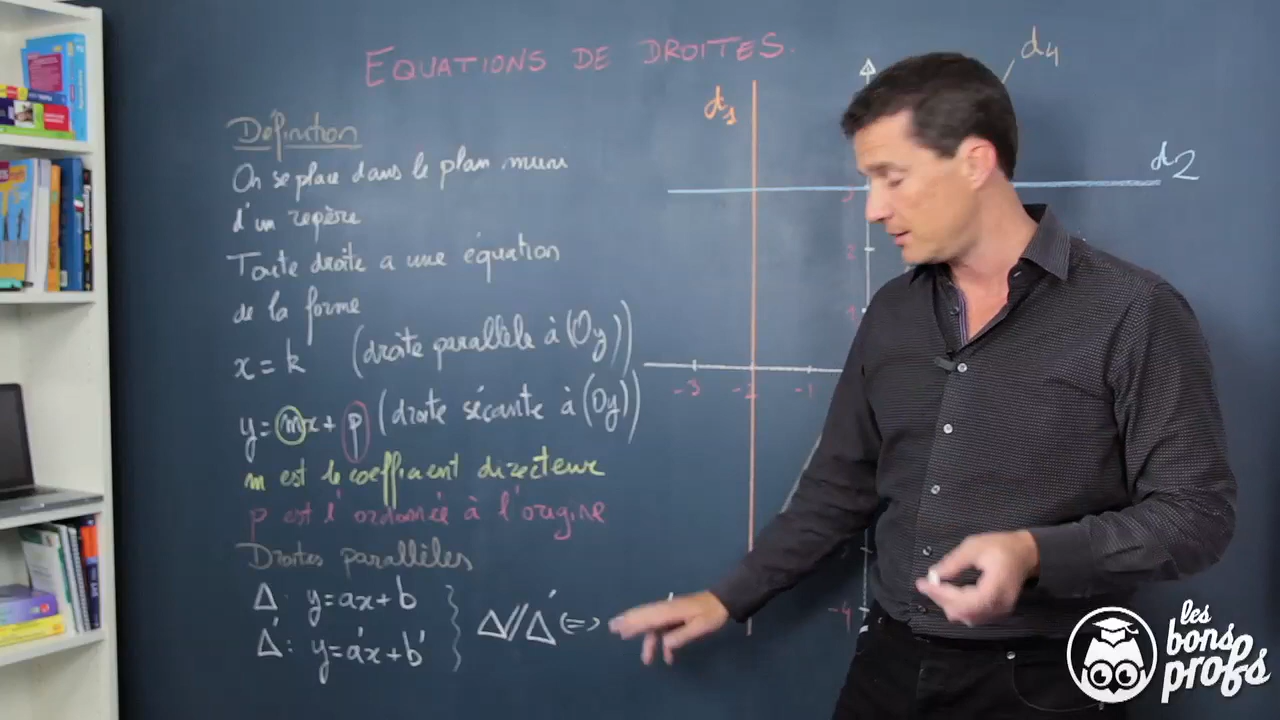 EQUATIONS DE DROITES.
Définition
On se place dans le plan muni
d'un repère
Toute droite a une équation
de la forme
x = k (droite parallèle à (Oy))
y = mx + p (droite sécante à (Oy))
m est le coefficient directeur
p est l'ordonnée à l'origine
Droites parallèles
Δ: y = ax + b
Δ': y = a'x + b'
Δ // Δ' <=>
d1
d2
d4
3
2
1
-3 -2 -1
-4
les
bons
profs